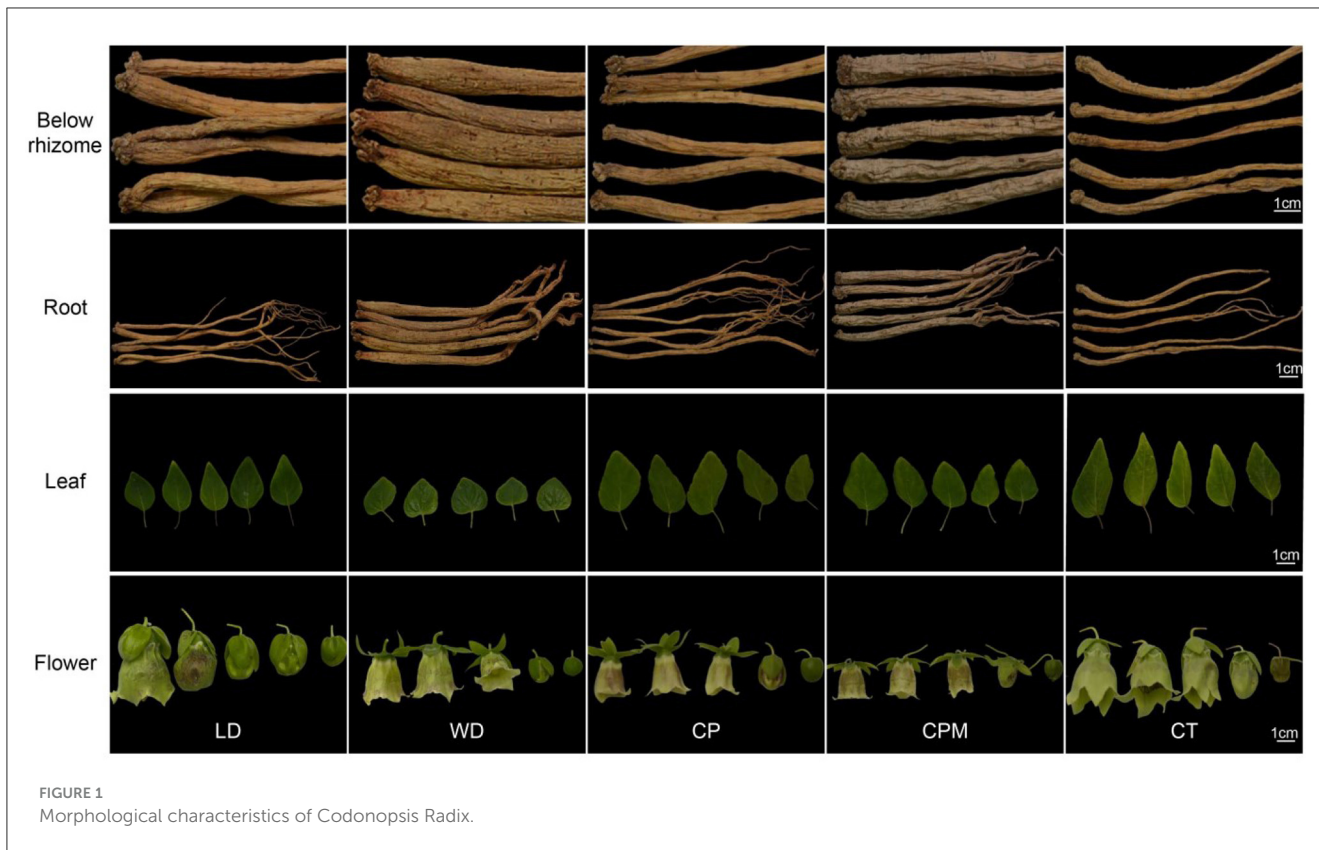 Below
rhizome
1cm
Root
1cm
Leaf
1cm
Flower
LD
WD
CP
CPM
CT
1cm
FIGURE 1
Morphological characteristics of Codonopsis Radix.